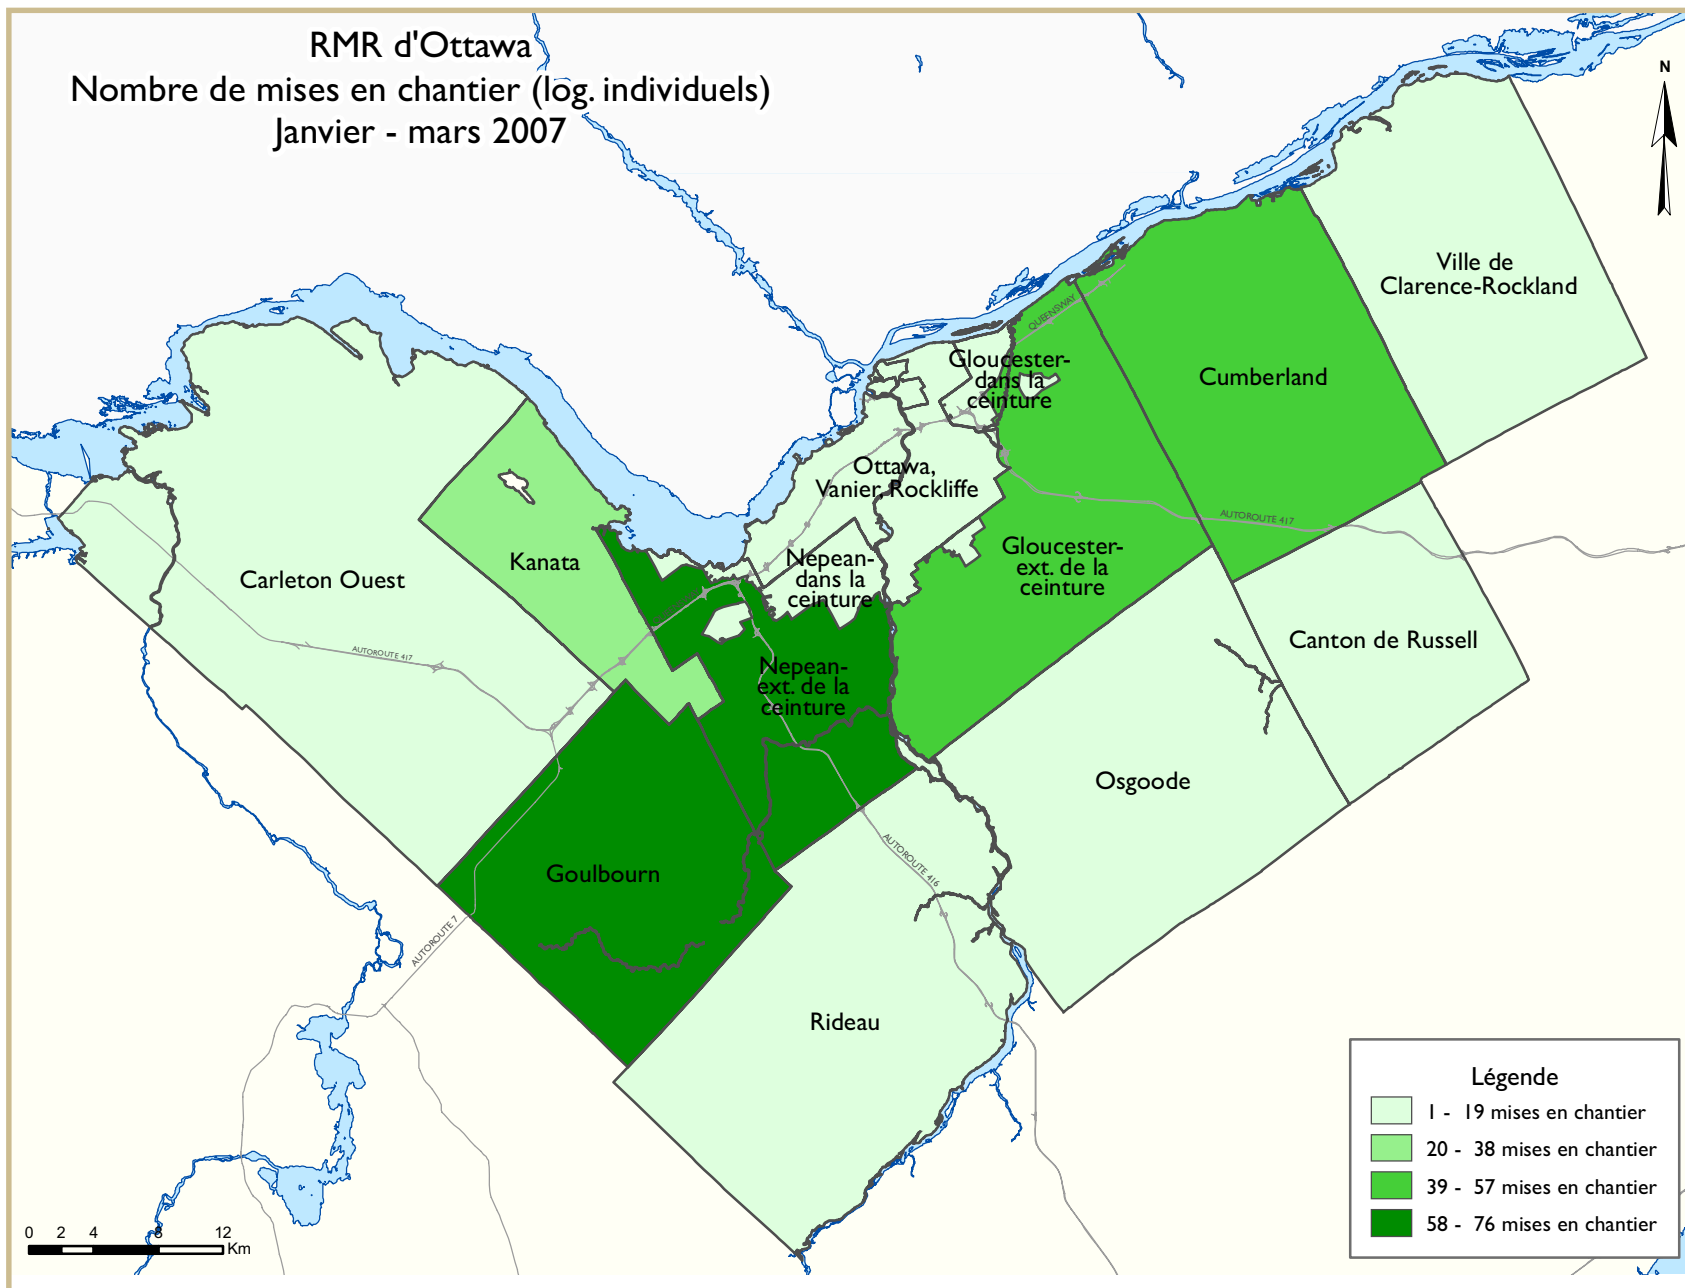 RMR d'Ottawa
Nombre de mises en chantier (log. individuels)
Janvier - mars 2007
N
Ville de
Clarence-Rockland
QUEENSWAY
Gloucester-
dans la
ceinture
Cumberland
Ottawa,
Vanier, Rockliffe
AUTOROUTE 417
Kanata
Nepean-
dans la
ceinture
Gloucester-
ext. de la
ceinture
Carleton Ouest
AUTOROUTE 417
Canton de Russell
Nepean-
ext. de la
ceinture
Osgoode
Goulbourn
AUTOROUTE 416
AUTOROUTE 7
Rideau
Légende
1 - 19 mises en chantier
20 - 38 mises en chantier
39 - 57 mises en chantier
58 - 76 mises en chantier
0 2 4 8 12
Km